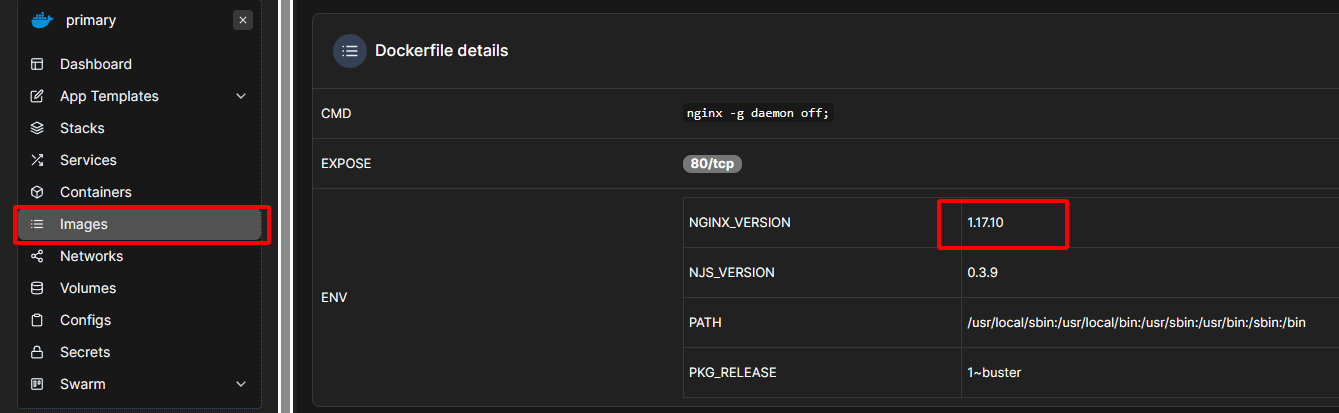 primary
Dashboard
App Templates
Stacks
Services
Containers
Images
Networks
Volumes
Configs
Secrets
Swarm
Dockerfile details
CMD nginx -g daemon off;
EXPOSE 80/tcp
ENV
NGINX_VERSION 1.17.10
NJS_VERSION 0.3.9
PATH /usr/local/sbin:/usr/local/bin:/usr/sbin:/usr/bin:/sbin:/bin
PKG_RELEASE 1~buster